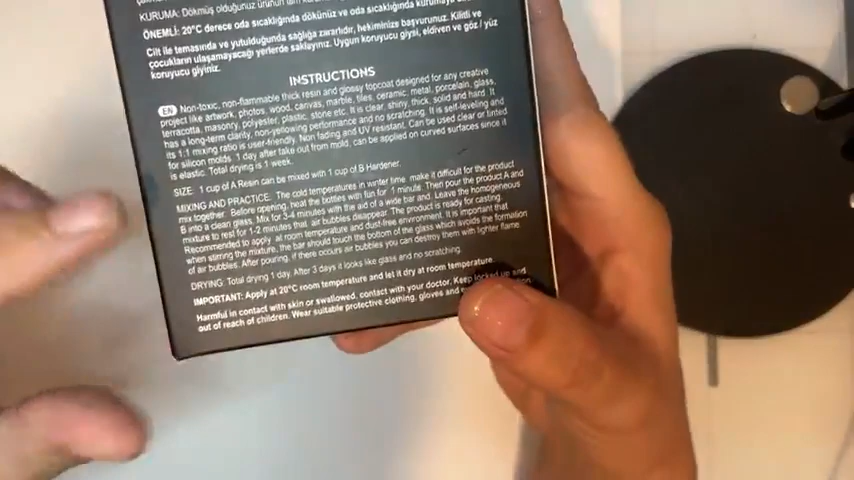 KURUMA: Dökmüş olduğunuz ürünün
ÖNEMLİ: 20°C derece oda sıcaklığında dökünüz ve oda sıcaklığında kurumaya
Cilt ile temasında ve yutulduğunda sağlığa zararlıdır, hekiminize başvurunuz. Kilitli ve
çocukların ulaşamayacağı yerlerde saklayınız. Uygun koruyucu giysi, eldiven ve göz / yüz
koruyucu giyiniz.
INSTRUCTIONS
EN Non-toxic, non-flammable thick resin and glossy topcoat designed for any creative
project like artwork, photos, wood, canvas, marble, tiles, ceramic, metal, porcelain, glass,
terracotta, masonry, polyester, plastic, stone etc. It is clear, shiny, thick, solid and hard. It
has a long-term clarity, non-yellowing performance and no scratching. It is self-leveling and
its 1:1 mixing ratio is user-friendly. Non fading and UV resistant. Can be used clear or tinted
for silicon molds. 1 day after take out from mold, can be applied on curved surfaces since it
is elastic. Total drying is 1 week.
SIZE: 1 cup of A Resin can be mixed with 1 cup of B Hardener.
MIXING AND PRACTICE: The cold temperatures in winter time, make it difficult for the product
mix together. Before opening, heat the bottles with fun for 1 minute. Then pour the product A and
B into a clean glass. Mix for 3-4 minutes with the aid of a wide bar and. Leave the homogeneous
mixture to rest for 1-2 minutes that air bubbles disappear. The product is ready for casting.
Recommended to apply at room temperature and dust-free environment. It is important that
when stirring the mixture, the bar should touch the bottom of the glass which avoids the formation
of air bubbles. After pouring, if there occurs air bubbles you can destroy them with lighter flame.
DRYING: Total drying 1 day. After 3 days it looks like glass and no scratching.
IMPORTANT: Apply at 20°C room temperature and let it dry at room temperature.
Harmful in contact with skin or swallowed, contact with your doctor. Keep locked up and
out of reach of children. Wear suitable protective clothing, gloves and